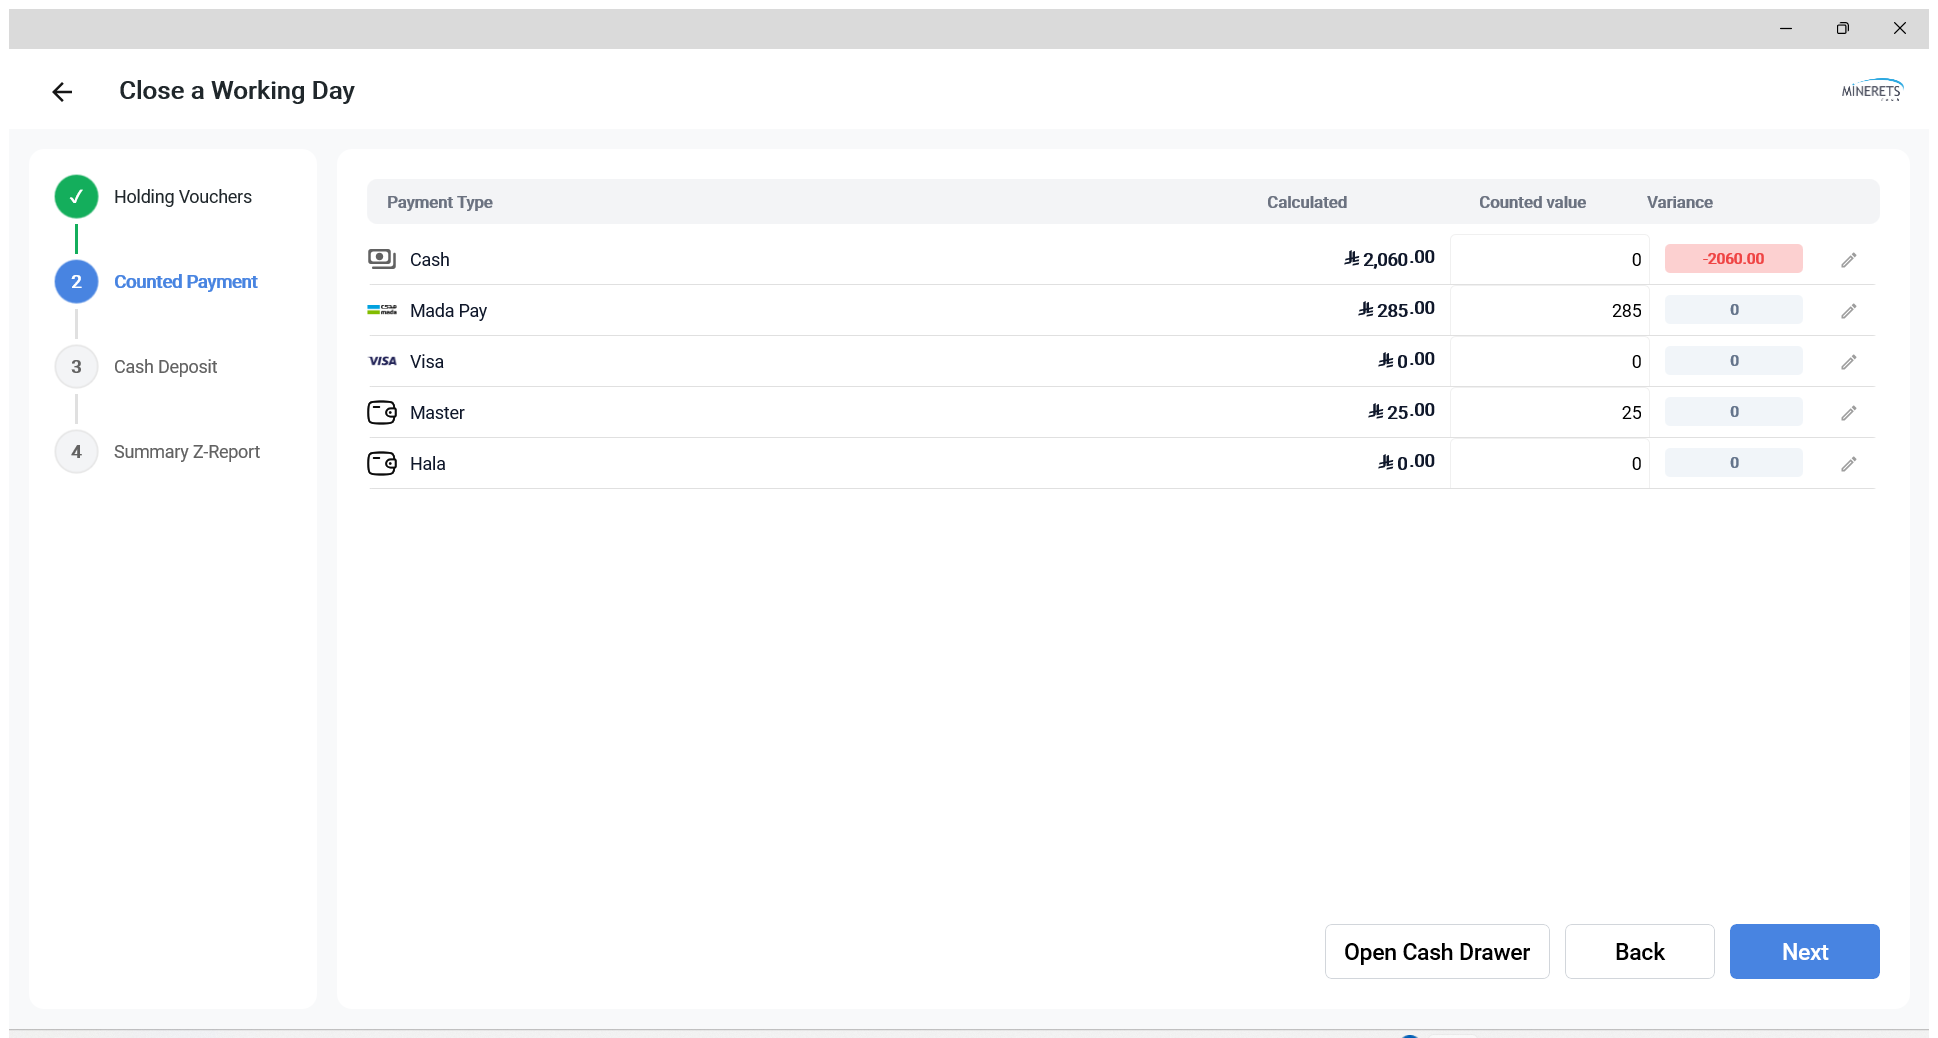 Close a Working Day
MINERETS
✓ Holding Vouchers
2 Counted Payment
3 Cash Deposit
4 Summary Z-Report
Payment Type Calculated Counted value Variance
Cash ⃁ 2,060.00 0 -2060.00
mada Mada Pay ⃁ 285.00 285 0
VISA Visa ⃁ 0.00 0 0
Master ⃁ 25.00 25 0
Hala ⃁ 0.00 0 0
Open Cash Drawer Back Next